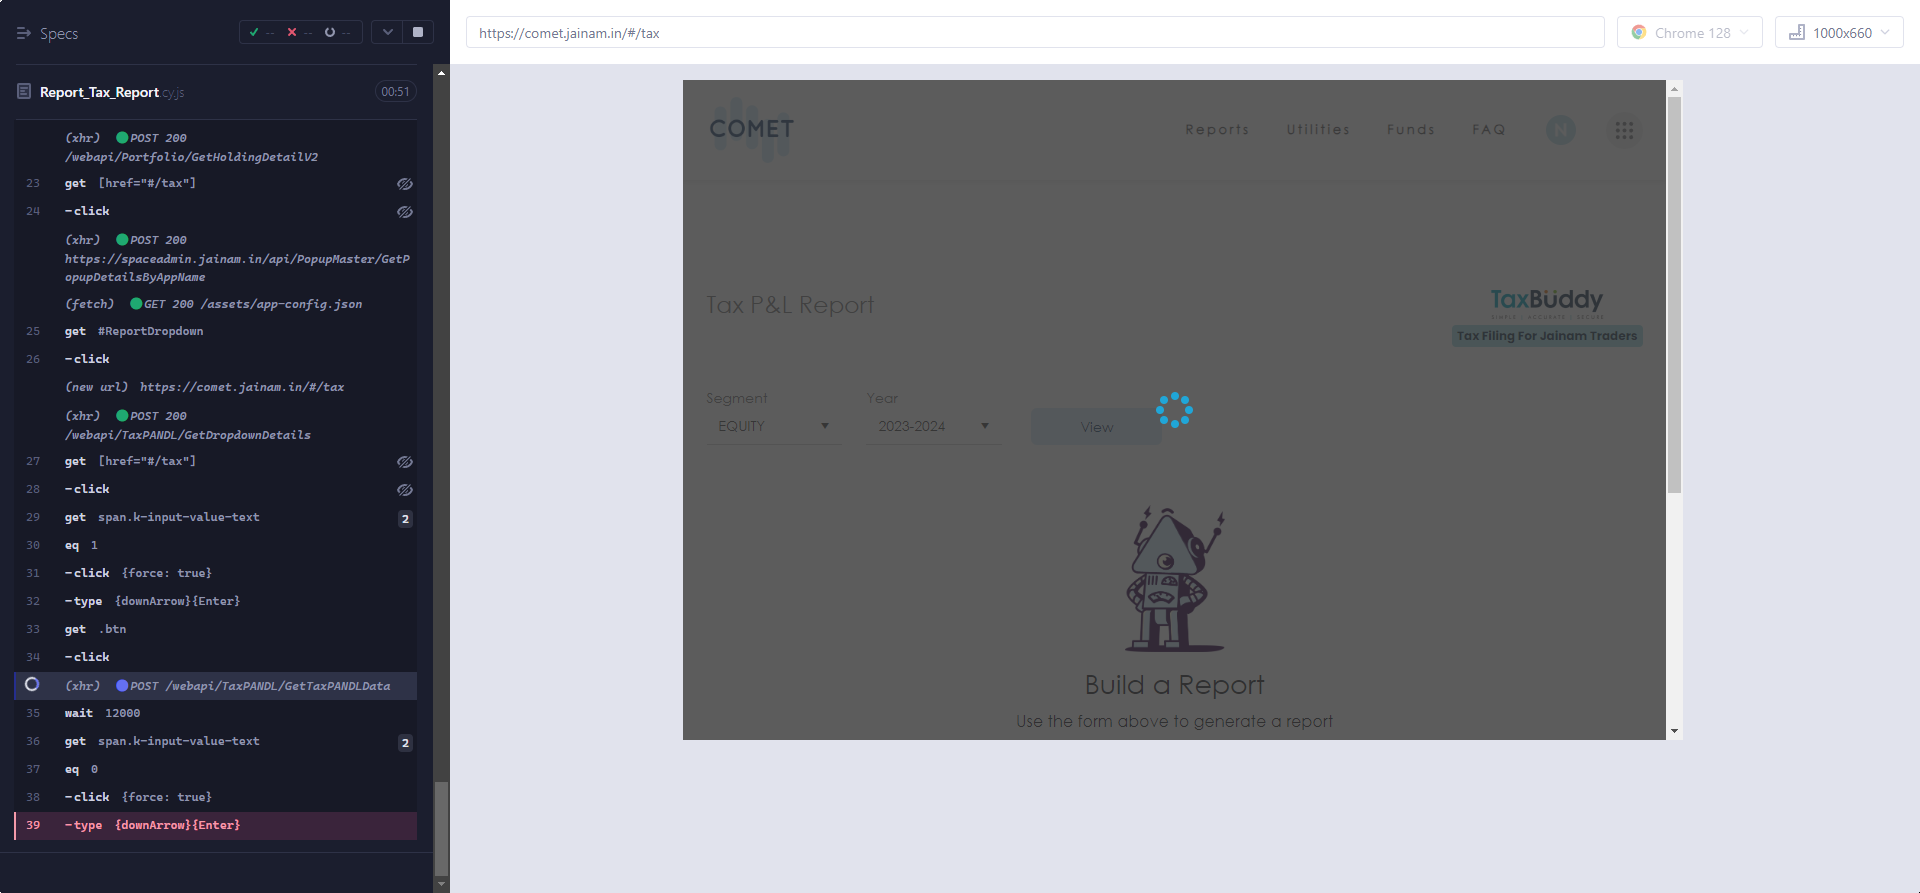 Specs
-- -- --
Report_Tax_Report.cy.js 00:51
(xhr) POST 200
/webapi/Portfolio/GetHoldingDetailV2
23 get [href="#/tax"]
24 -click
(xhr) POST 200
https://spaceadmin.jainam.in/api/PopupMaster/GetP
opupDetailsByAppName
(fetch) GET 200 /assets/app-config.json
25 get #ReportDropdown
26 -click
(new url) https://comet.jainam.in/#/tax
(xhr) POST 200
/webapi/TaxPANDL/GetDropdownDetails
27 get [href="#/tax"]
28 -click
29 get span.k-input-value-text 2
30 eq 1
31 -click {force: true}
32 -type {downArrow}{Enter}
33 get .btn
34 -click
(xhr) POST /webapi/TaxPANDL/GetTaxPANDLData
35 wait 12000
36 get span.k-input-value-text 2
37 eq 0
38 -click {force: true}
39 -type {downArrow}{Enter}
https://comet.jainam.in/#/tax
Chrome 128
1000x660
COMET
Reports Utilities Funds FAQ N
Tax P&L Report
TaxBuddy
SIMPLE | ACCURATE | SECURE
Tax Filing For Jainam Traders
Segment Year
EQUITY 2023-2024 View
Build a Report
Use the form above to generate a report